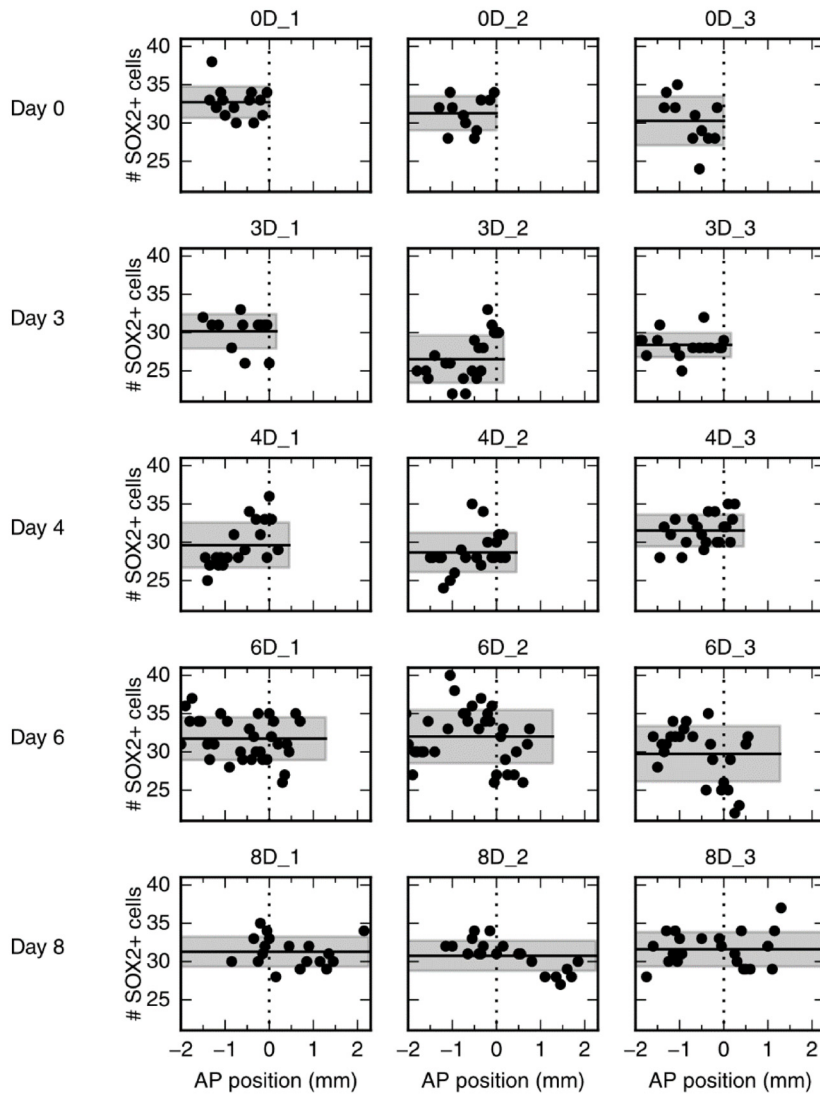 0D_1 0D_2 0D_3
Day 0
# SOX2+ cells
40
35
30
25
3D_1 3D_2 3D_3
Day 3
# SOX2+ cells
40
35
30
25
4D_1 4D_2 4D_3
Day 4
# SOX2+ cells
40
35
30
25
6D_1 6D_2 6D_3
Day 6
# SOX2+ cells
40
35
30
25
8D_1 8D_2 8D_3
Day 8
# SOX2+ cells
40
35
30
25
−2 −1 0 1 2 −2 −1 0 1 2 −2 −1 0 1 2
AP position (mm) AP position (mm) AP position (mm)